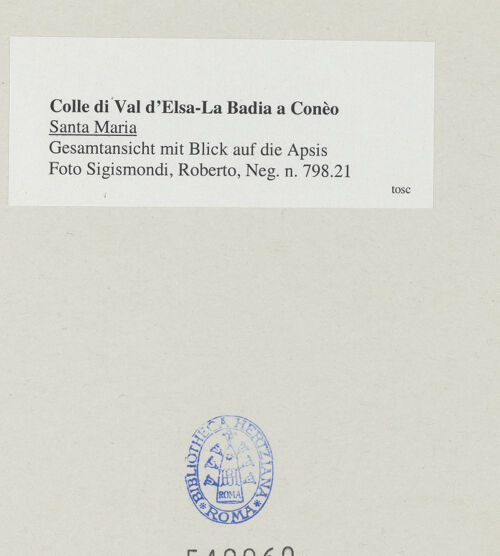 Colle di Val d'Elsa-La Badia a Conèo
Santa Maria
Gesamtansicht mit Blick auf die Apsis
Foto Sigismondi, Roberto, Neg. n. 798.21
tosc
BIBLIOTHECA HERTZIANA
ROMA
ROMA